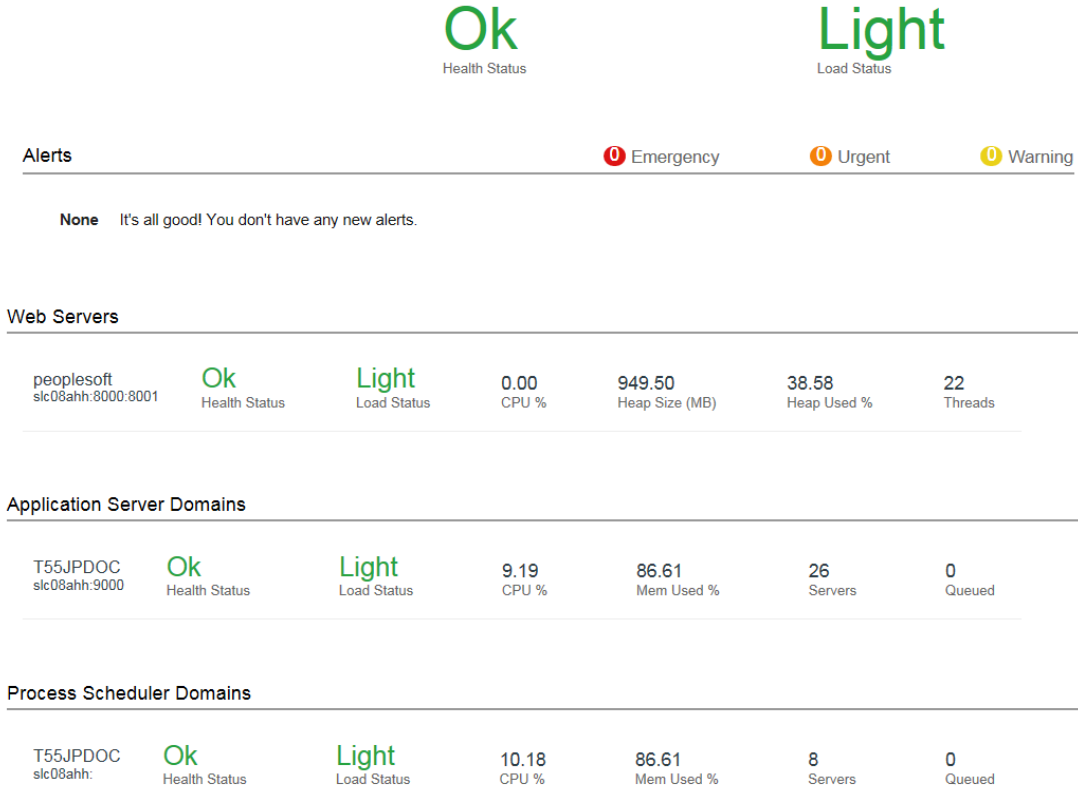 Ok Light
Health Status Load Status
Alerts 0 Emergency 0 Urgent 0 Warning
None It's all good! You don't have any new alerts.
Web Servers
peoplesoft Ok Light 0.00 949.50 38.58 22
slc08ahh:8000:8001 Health Status Load Status CPU % Heap Size (MB) Heap Used % Threads
Application Server Domains
T55JPDOC Ok Light 9.19 86.61 26 0
slc08ahh:9000 Health Status Load Status CPU % Mem Used % Servers Queued
Process Scheduler Domains
T55JPDOC Ok Light 10.18 86.61 8 0
slc08ahh: Health Status Load Status CPU % Mem Used % Servers Queued